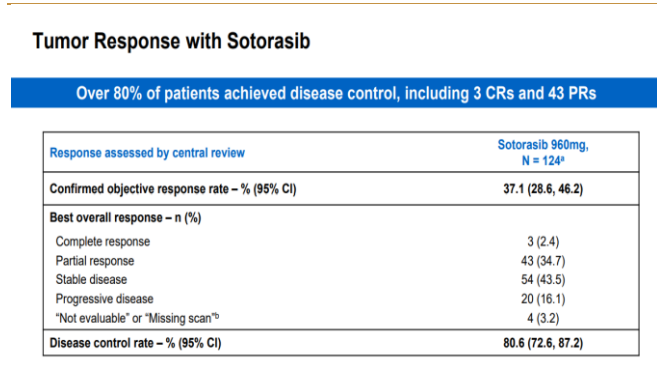 Tumor Response with Sotorasib
Over 80% of patients achieved disease control, including 3 CRs and 43 PRs
Response assessed by central review
Sotorasib 960mg,
N = 124ª
Confirmed objective response rate – % (95% CI) 37.1 (28.6, 46.2)
Best overall response – n (%)
Complete response 3 (2.4)
Partial response 43 (34.7)
Stable disease 54 (43.5)
Progressive disease 20 (16.1)
“Not evaluable” or “Missing scan”ᵇ 4 (3.2)
Disease control rate – % (95% CI) 80.6 (72.6, 87.2)